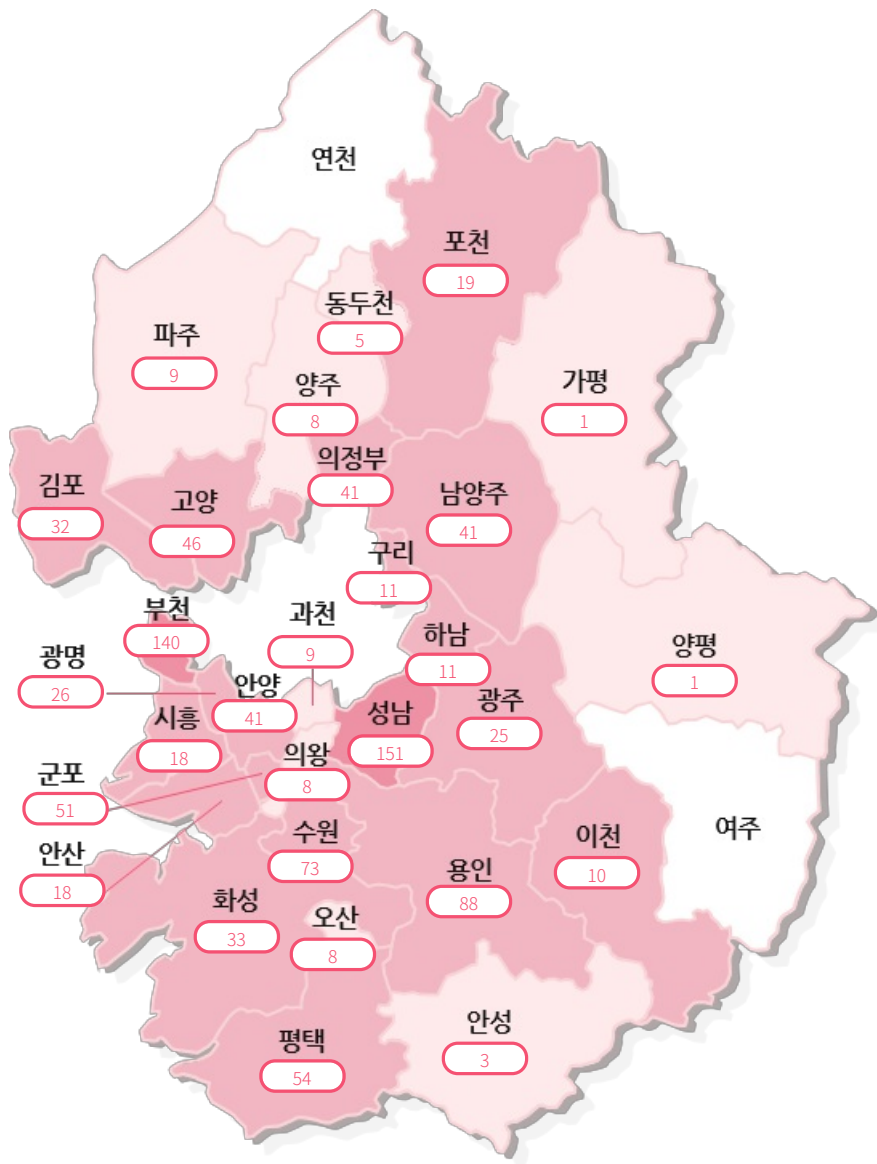 연천
포천
19
동두천
5
파주
9
양주
8
가평
1
의정부
41
김포
32
고양
46
남양주
41
구리
11
부천
140
과천
9
하남
11
양평
1
광명
26
안양
41
시흥
18
성남
151
광주
25
의왕
8
군포
51
수원
73
이천
10
여주
안산
18
용인
88
화성
33
오산
8
안성
3
평택
54